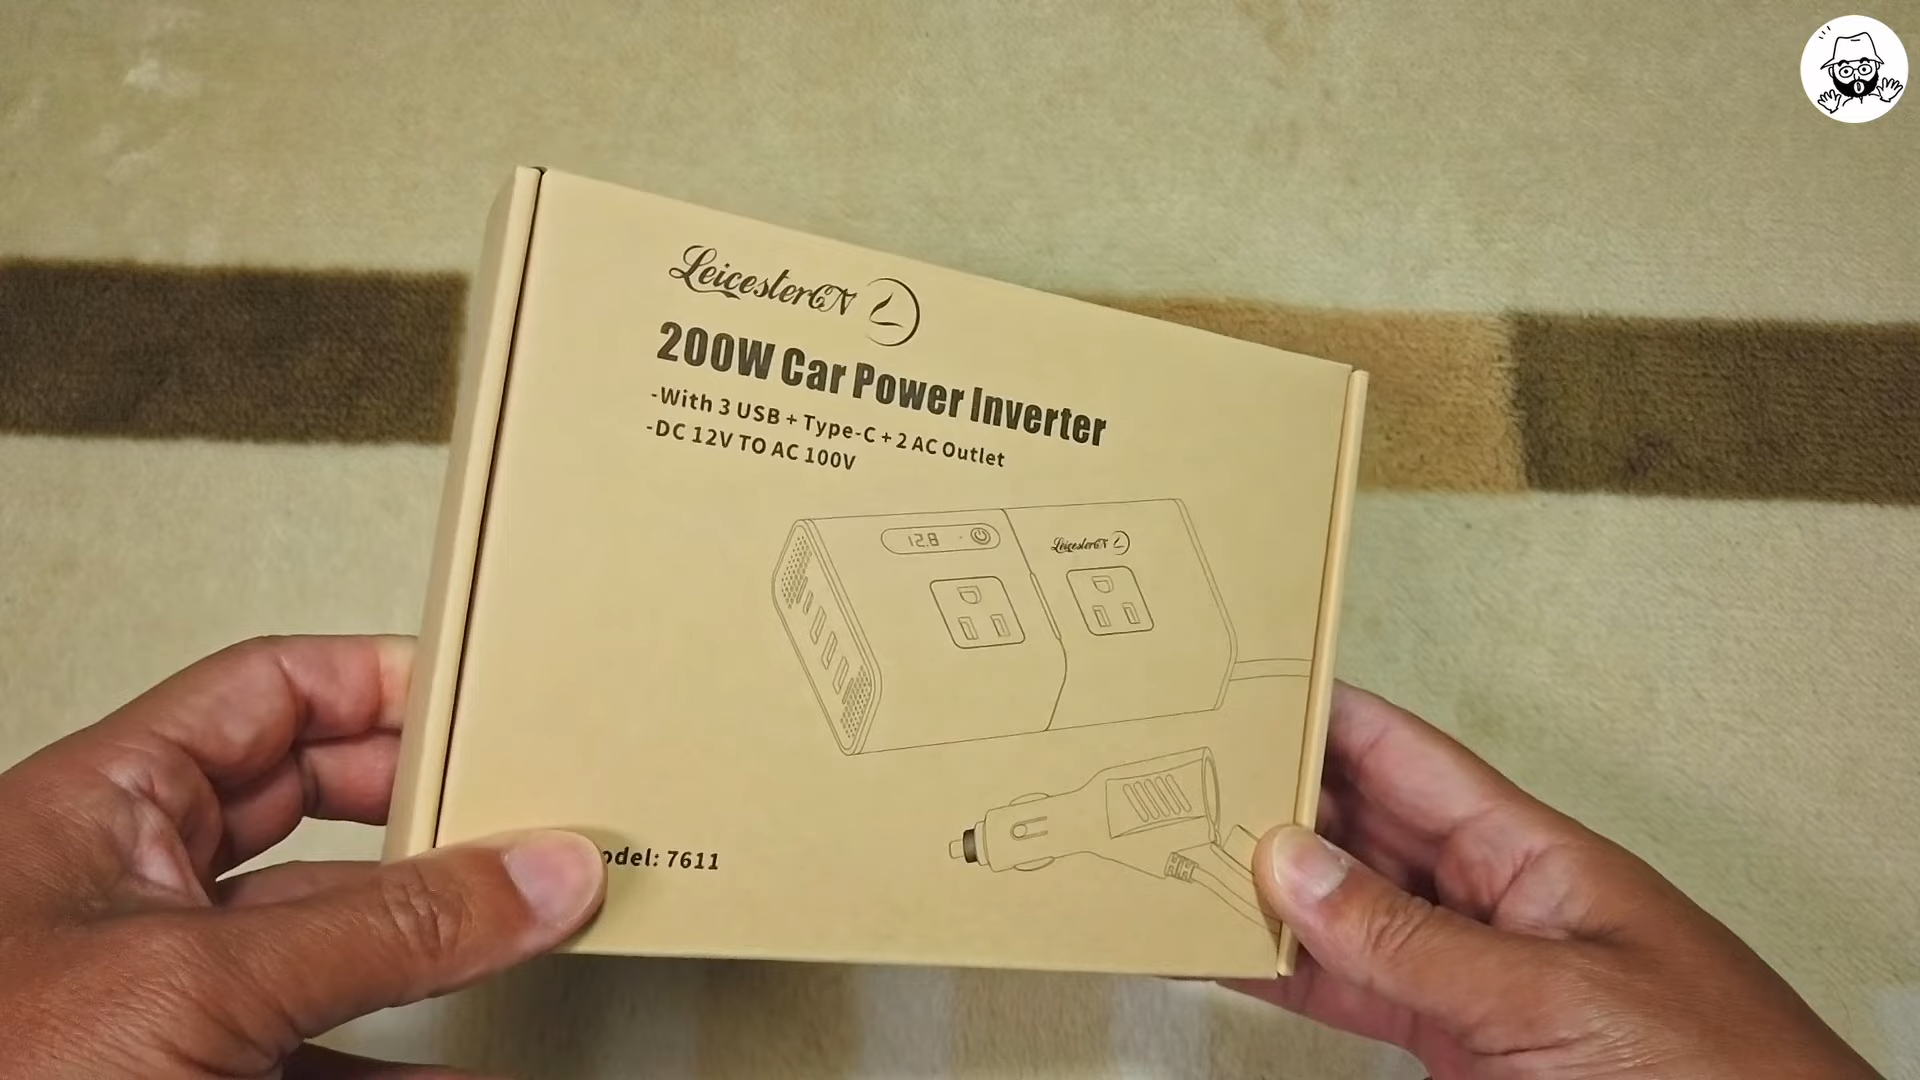 LeicesterCN
200W Car Power Inverter
-With 3 USB + Type-C + 2 AC Outlet
-DC 12V TO AC 100V
12.8
LeicesterCN
odel: 7611